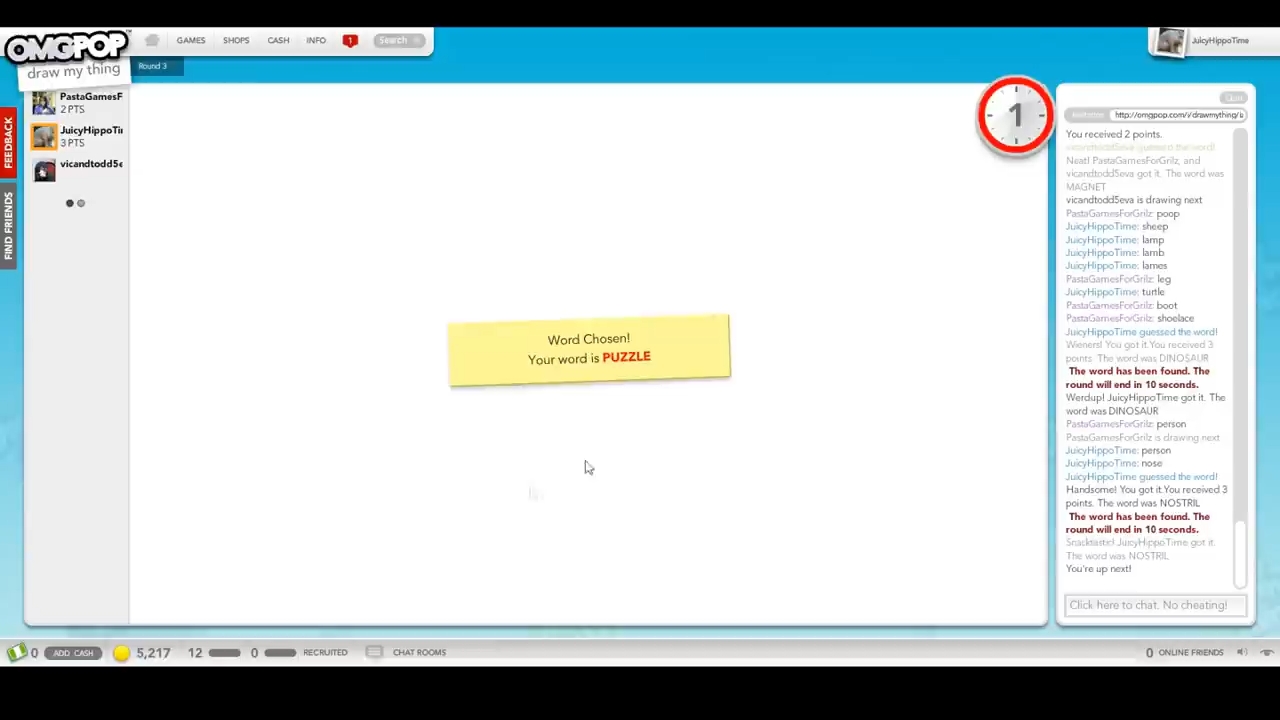 OMGPOP
GAMES SHOPS CASH INFO 1 Search
JuicyHippoTime
draw my thing
Round 3
FEEDBACK
FIND FRIENDS
PastaGamesF
2 PTS
JuicyHippoTi
3 PTS
vicandtodd5e
1
Word Chosen!
Your word is PUZZLE
Quit
http://omgpop.com/i/drawmything/
You received 2 points.
vicandtodd5eva guessed the word!
Neat! PastaGamesForGrilz, and
vicandtodd5eva got it. The word was
MAGNET
vicandtodd5eva is drawing next
PastaGamesForGrilz: poop
JuicyHippoTime: sheep
JuicyHippoTime: lamp
JuicyHippoTime: lamb
JuicyHippoTime: lames
PastaGamesForGrilz: leg
JuicyHippoTime: turtle
PastaGamesForGrilz: boot
PastaGamesForGrilz: shoelace
JuicyHippoTime guessed the word!
Wieners! You got it.You received 3
points. The word was DINOSAUR
The word has been found. The
round will end in 10 seconds.
Werdup! JuicyHippoTime got it. The
word was DINOSAUR
PastaGamesForGrilz: person
PastaGamesForGrilz is drawing next
JuicyHippoTime: person
JuicyHippoTime: nose
JuicyHippoTime guessed the word!
Handsome! You got it.You received 3
points. The word was NOSTRIL
The word has been found. The
round will end in 10 seconds.
Snacktastic! JuicyHippoTime got it.
The word was NOSTRIL
You're up next!
Click here to chat. No cheating!
0 ADD CASH 5,217 12 0 RECRUITED CHAT ROOMS
0 ONLINE FRIENDS